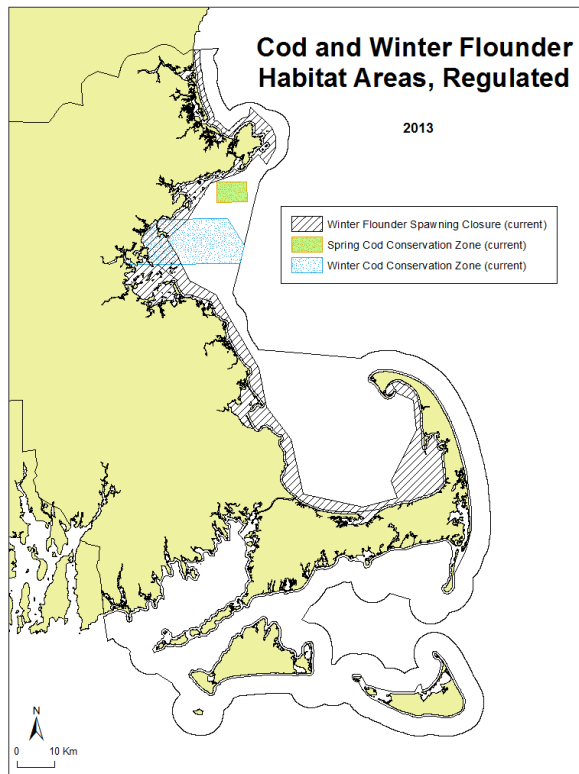 Cod and Winter Flounder
Habitat Areas, Regulated
2013
Winter Flounder Spawning Closure (current)
Spring Cod Conservation Zone (current)
Winter Cod Conservation Zone (current)
N
0 10 Km